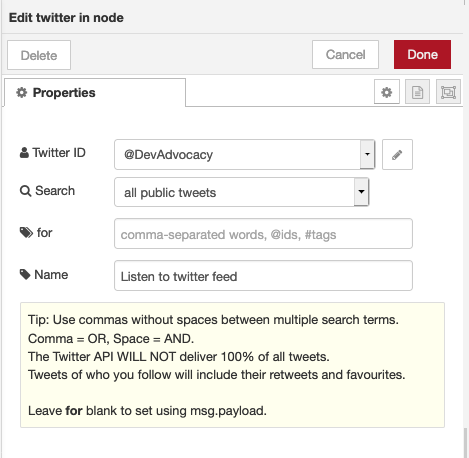 Edit twitter in node
Delete
Cancel
Done
Properties
Twitter ID
@DevAdvocacy
Search
all public tweets
for
comma-separated words, @ids, #tags
Name
Listen to twitter feed
Tip: Use commas without spaces between multiple search terms.
Comma = OR, Space = AND.
The Twitter API WILL NOT deliver 100% of all tweets.
Tweets of who you follow will include their retweets and favourites.
Leave for blank to set using msg.payload.